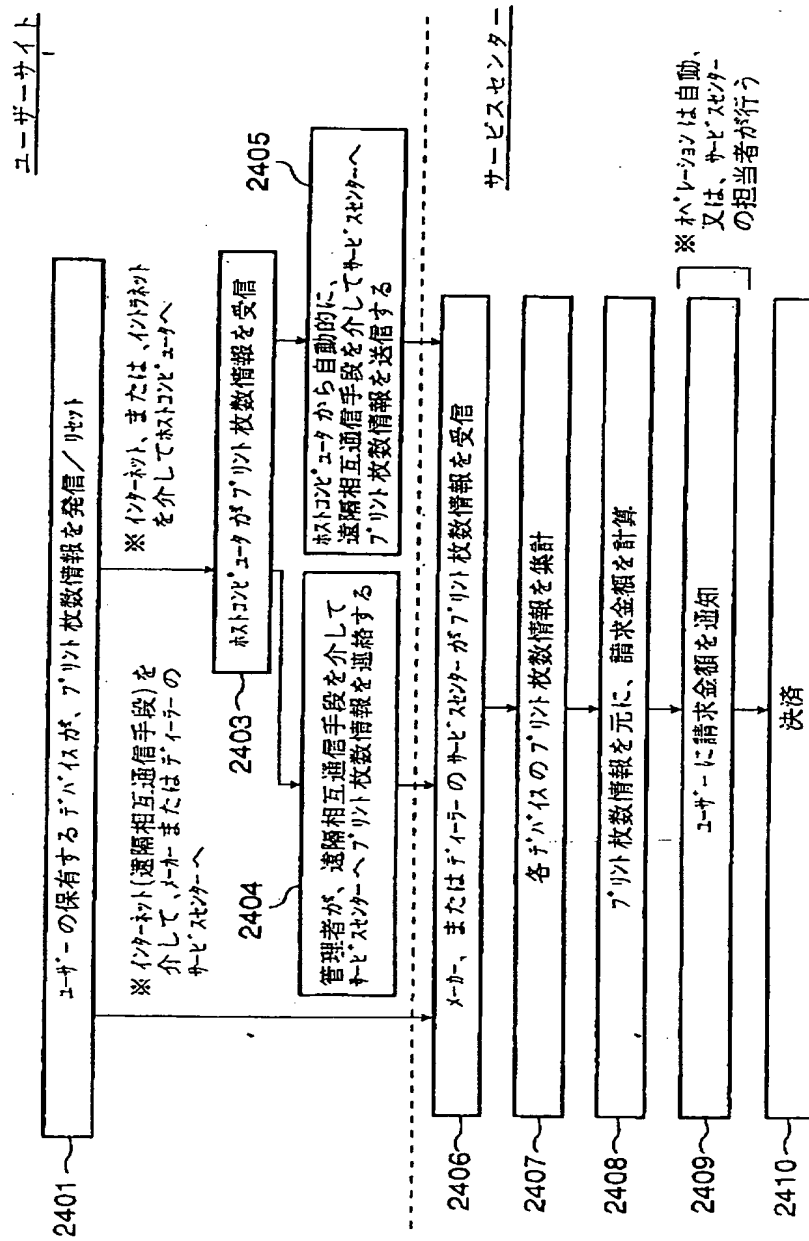 ユーザーサイト
2401
ユーザーの保有するデバイスが、プリント枚数情報を発信/リセット
※インターネット(遠隔相互通信手段)を
介して、メーカーまたはディーラーの
サービスセンターへ
※インターネット、または、イントラネット
を介してホストコンピュータへ
2403
ホストコンピュータがプリント枚数情報を受信
2404
管理者が、遠隔相互通信手段を介して
サービスセンターへプリント枚数情報を連絡する
2405
ホストコンピュータから自動的に、
遠隔相互通信手段を介してサービスセンターへ
プリント枚数情報を送信する
サービスセンター
2406
メーカー、またはディーラーのサービスセンターがプリント枚数情報を受信
2407
各デバイスのプリント枚数情報を集計
2408
プリント枚数情報を元に、請求金額を計算
2409
ユーザーに請求金額を通知
※オペレーションは自動、
又は、サービスセンター
の担当者が行う
2410
決済